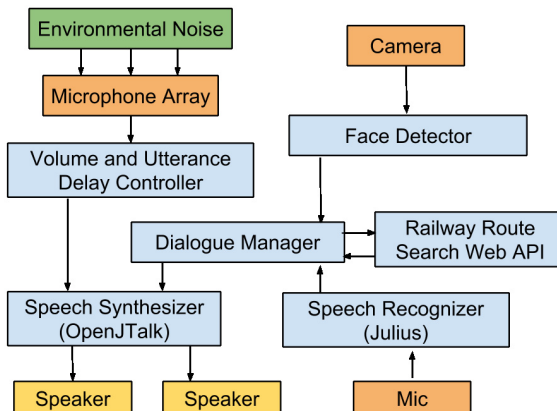 Environmental Noise
Microphone Array
Volume and Utterance
Delay Controller
Camera
Face Detector
Dialogue Manager
Railway Route
Search Web API
Speech Synthesizer
(OpenJTalk)
Speech Recognizer
(Julius)
Speaker
Speaker
Mic